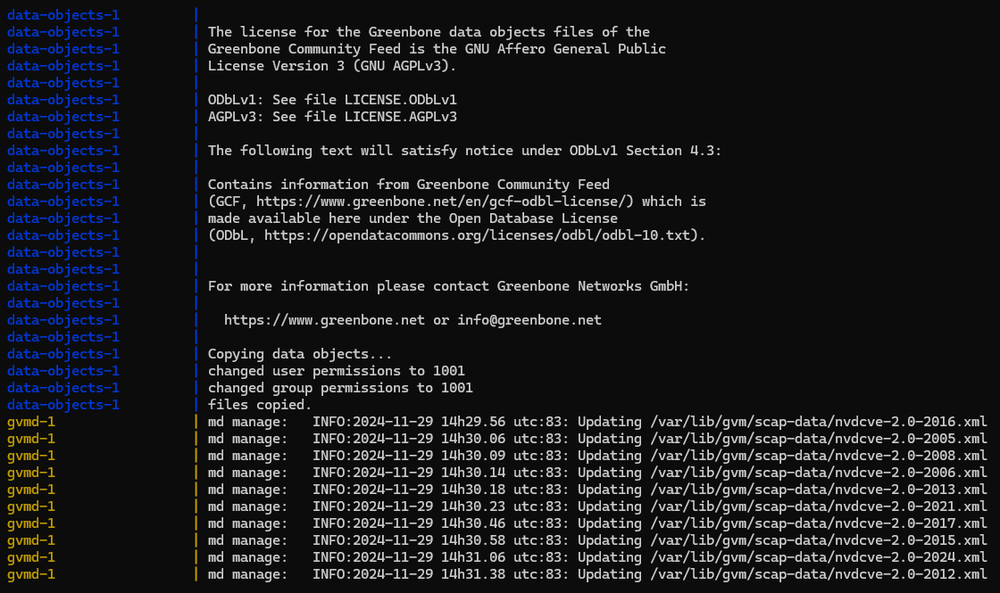 data-objects-1 |
data-objects-1 | The license for the Greenbone data objects files of the
data-objects-1 | Greenbone Community Feed is the GNU Affero General Public
data-objects-1 | License Version 3 (GNU AGPLv3).
data-objects-1 |
data-objects-1 | ODbLv1: See file LICENSE.ODbLv1
data-objects-1 | AGPLv3: See file LICENSE.AGPLv3
data-objects-1 |
data-objects-1 | The following text will satisfy notice under ODbLv1 Section 4.3:
data-objects-1 |
data-objects-1 | Contains information from Greenbone Community Feed
data-objects-1 | (GCF, https://www.greenbone.net/en/gcf-odbl-license/) which is
data-objects-1 | made available here under the Open Database License
data-objects-1 | (ODbL, https://opendatacommons.org/licenses/odbl/odbl-10.txt).
data-objects-1 |
data-objects-1 |
data-objects-1 | For more information please contact Greenbone Networks GmbH:
data-objects-1 |
data-objects-1 |   https://www.greenbone.net or info@greenbone.net
data-objects-1 |
data-objects-1 | Copying data objects...
data-objects-1 | changed user permissions to 1001
data-objects-1 | changed group permissions to 1001
data-objects-1 | files copied.
gvmd-1 | md manage:   INFO:2024-11-29 14h29.56 utc:83: Updating /var/lib/gvm/scap-data/nvdcve-2.0-2016.xml
gvmd-1 | md manage:   INFO:2024-11-29 14h30.06 utc:83: Updating /var/lib/gvm/scap-data/nvdcve-2.0-2005.xml
gvmd-1 | md manage:   INFO:2024-11-29 14h30.09 utc:83: Updating /var/lib/gvm/scap-data/nvdcve-2.0-2008.xml
gvmd-1 | md manage:   INFO:2024-11-29 14h30.14 utc:83: Updating /var/lib/gvm/scap-data/nvdcve-2.0-2006.xml
gvmd-1 | md manage:   INFO:2024-11-29 14h30.18 utc:83: Updating /var/lib/gvm/scap-data/nvdcve-2.0-2013.xml
gvmd-1 | md manage:   INFO:2024-11-29 14h30.23 utc:83: Updating /var/lib/gvm/scap-data/nvdcve-2.0-2021.xml
gvmd-1 | md manage:   INFO:2024-11-29 14h30.46 utc:83: Updating /var/lib/gvm/scap-data/nvdcve-2.0-2017.xml
gvmd-1 | md manage:   INFO:2024-11-29 14h30.58 utc:83: Updating /var/lib/gvm/scap-data/nvdcve-2.0-2015.xml
gvmd-1 | md manage:   INFO:2024-11-29 14h31.06 utc:83: Updating /var/lib/gvm/scap-data/nvdcve-2.0-2024.xml
gvmd-1 | md manage:   INFO:2024-11-29 14h31.38 utc:83: Updating /var/lib/gvm/scap-data/nvdcve-2.0-2012.xml